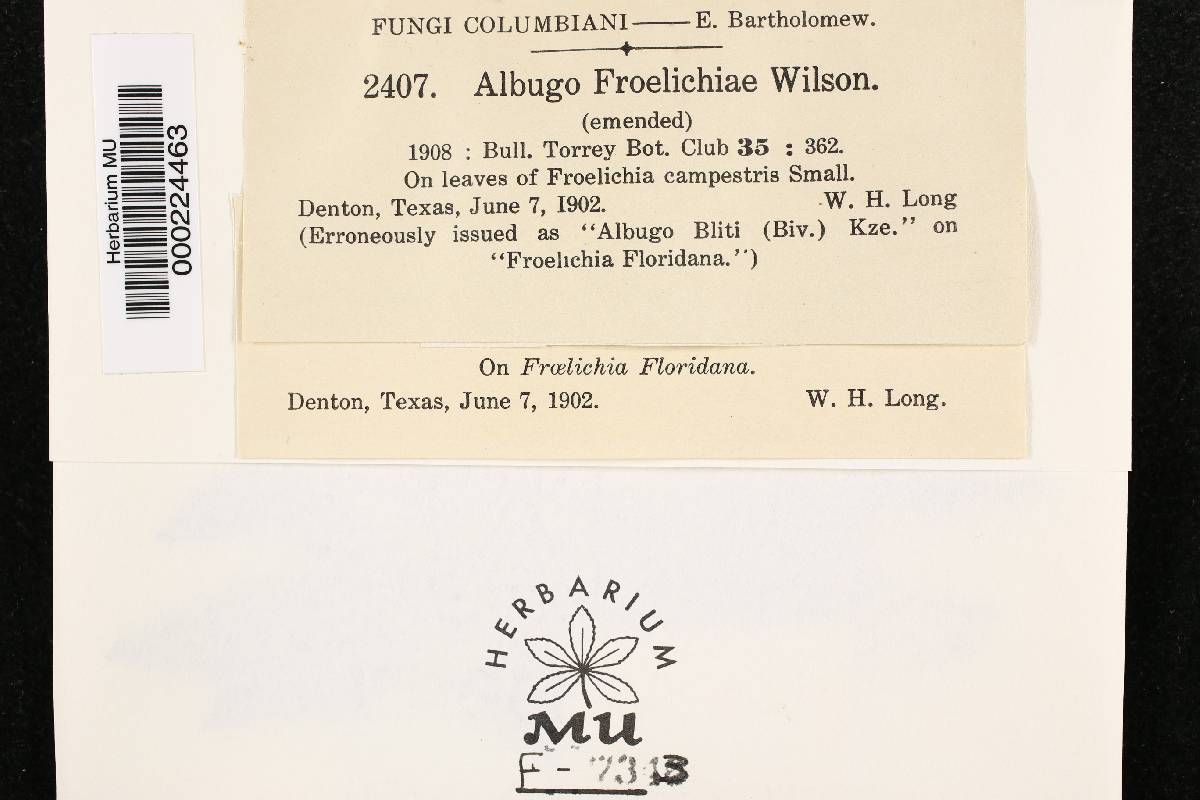 FUNGI COLUMBIANI——E. Bartholomew.
2407. Albugo Froelichiae Wilson.
(emended)
1908 : Bull. Torrey Bot. Club 35 : 362.
On leaves of Froelichia campestris Small.
Denton, Texas, June 7, 1902. W. H. Long
(Erroneously issued as “Albugo Bliti (Biv.) Kze.” on
“Froelichia Floridana.”)
On Frœlichia Floridana.
Denton, Texas, June 7, 1902. W. H. Long.
Herbarium MU
000224463
HERBARIUM
MU